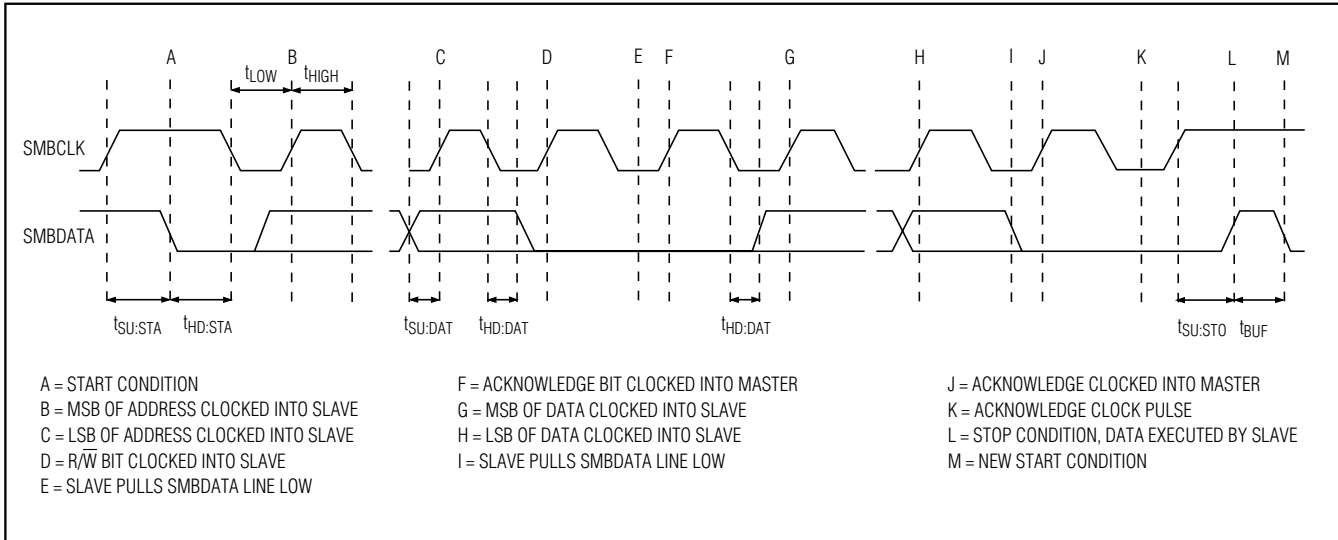 A B C D E F G H I J K L M
tLOW tHIGH
SMBCLK
SMBDATA
tSU:STA tHD:STA tSU:DAT tHD:DAT tHD:DAT tSU:STO tBUF
A = START CONDITION
B = MSB OF ADDRESS CLOCKED INTO SLAVE
C = LSB OF ADDRESS CLOCKED INTO SLAVE
D = R/W̅ BIT CLOCKED INTO SLAVE
E = SLAVE PULLS SMBDATA LINE LOW
F = ACKNOWLEDGE BIT CLOCKED INTO MASTER
G = MSB OF DATA CLOCKED INTO SLAVE
H = LSB OF DATA CLOCKED INTO SLAVE
I = SLAVE PULLS SMBDATA LINE LOW
J = ACKNOWLEDGE CLOCKED INTO MASTER
K = ACKNOWLEDGE CLOCK PULSE
L = STOP CONDITION, DATA EXECUTED BY SLAVE
M = NEW START CONDITION